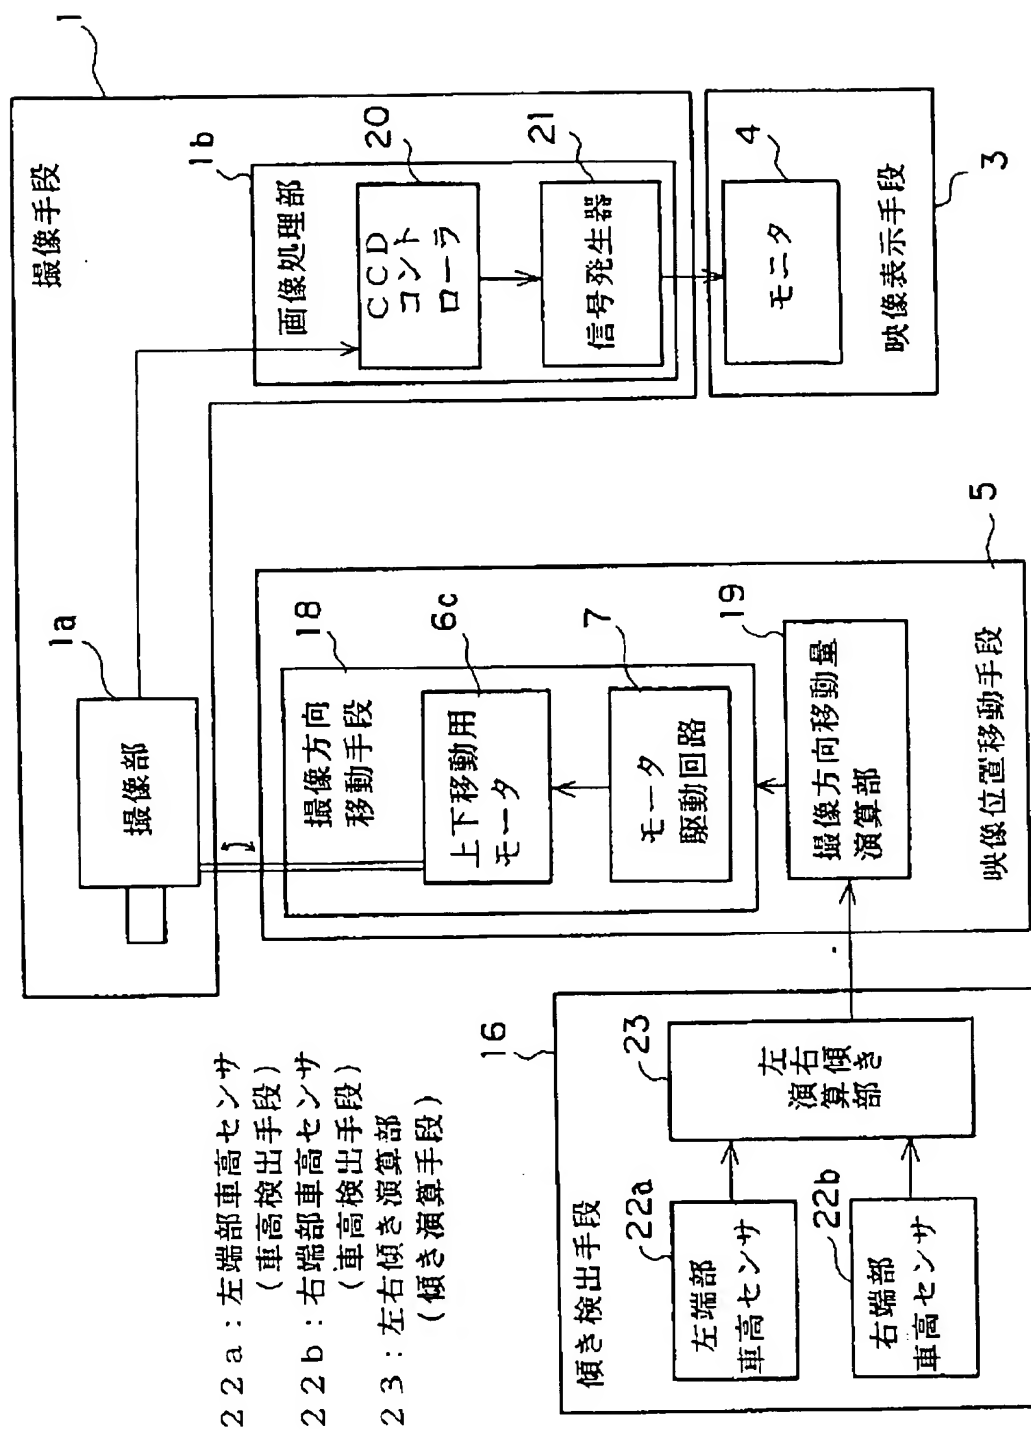 1
撮像手段
1b
画像処理部
20
CCD
コント
ローラ
21
信号発生器
4
モニタ
映像表示手段
3
1a
撮像部
18
撮像方向
移動手段
6c
上下移動用
モータ
7
モータ
駆動回路
19
撮像方向移動量
演算部
映像位置移動手段
5
16
傾き検出手段
22a
左端部
車高センサ
22b
右端部
車高センサ
23
左右傾き
演算部
22a：左端部車高センサ
（車高検出手段）
22b：右端部車高センサ
（車高検出手段）
23：左右傾き演算部
（傾き演算手段）